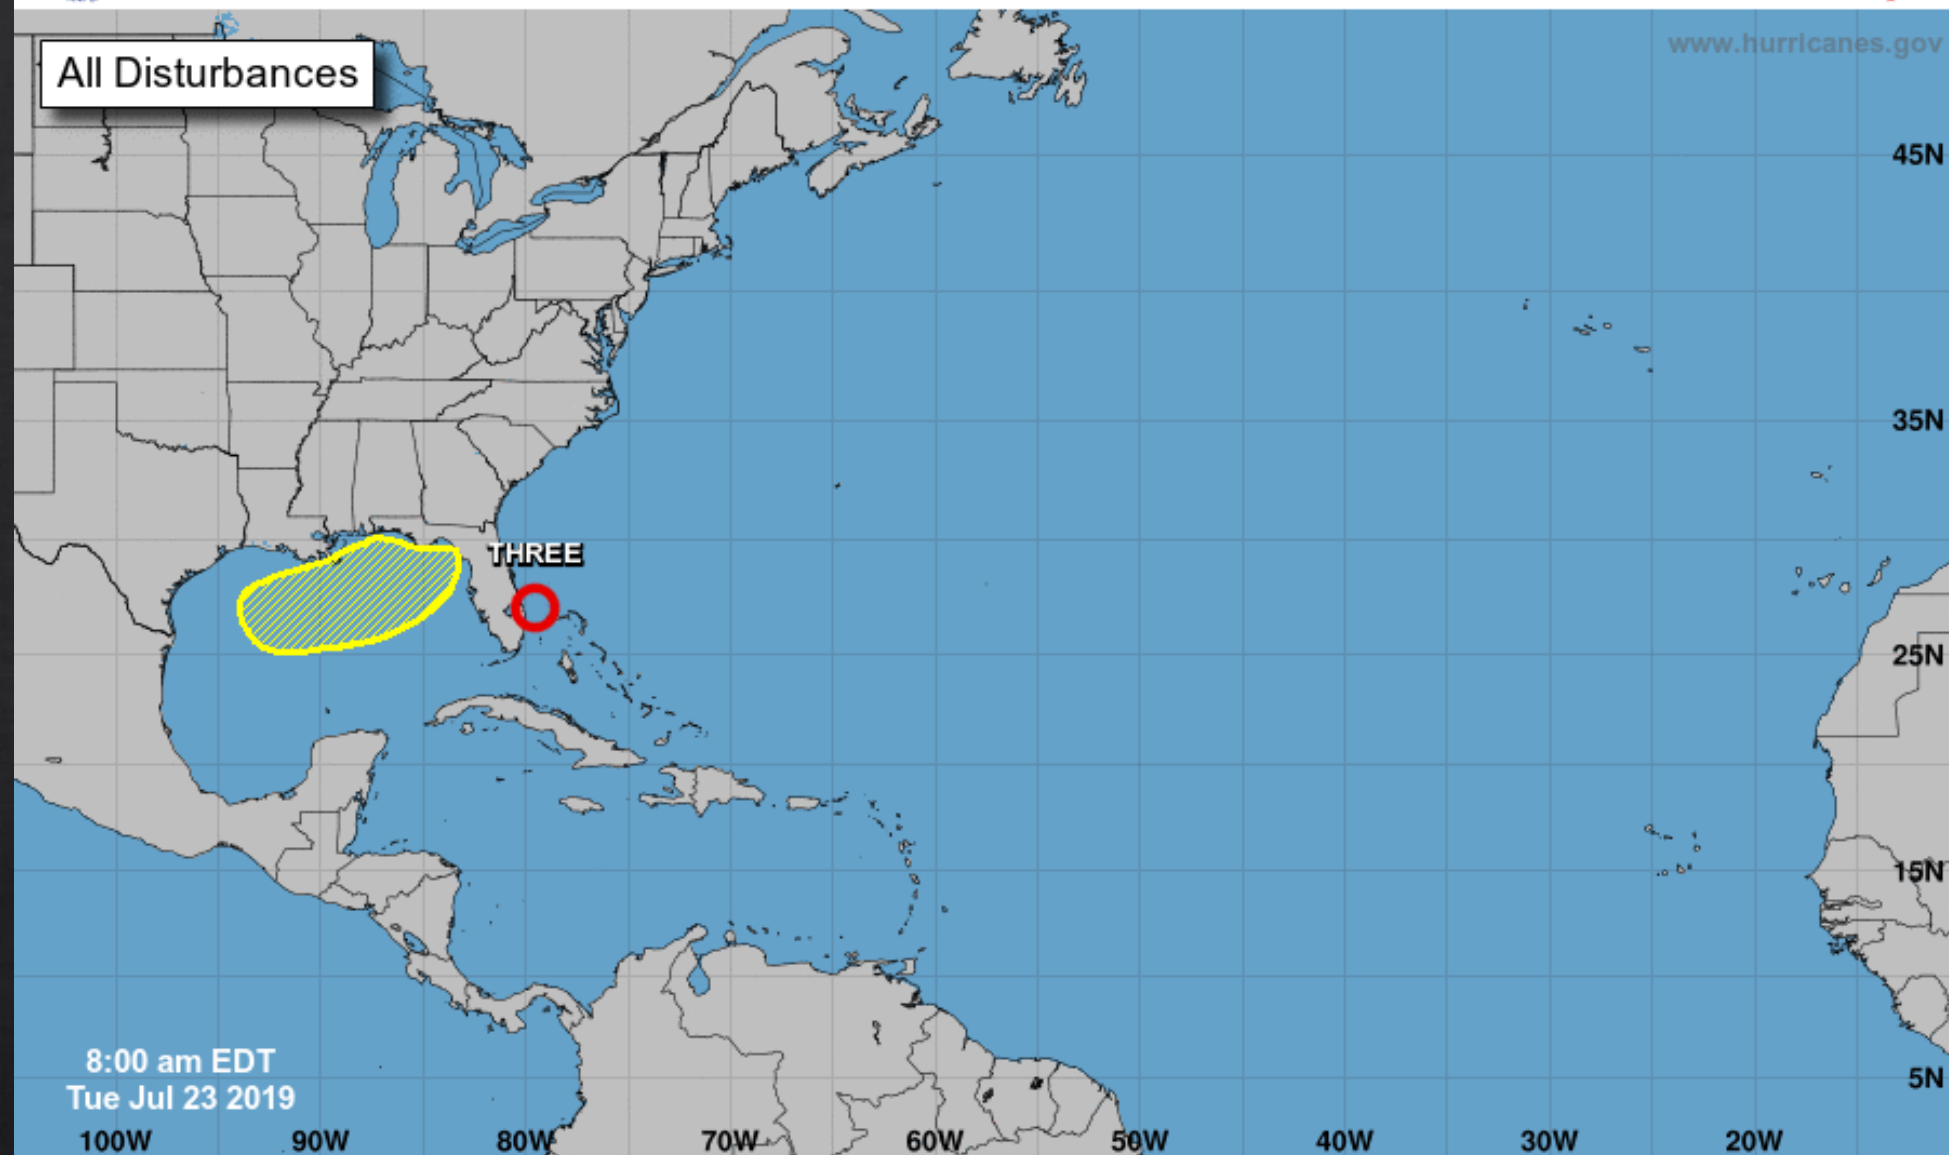 All Disturbances
www.hurricanes.gov
45N
35N
THREE
25N
15N
8:00 am EDT
Tue Jul 23 2019
5N
100W 90W 80W 70W 60W 50W 40W 30W 20W